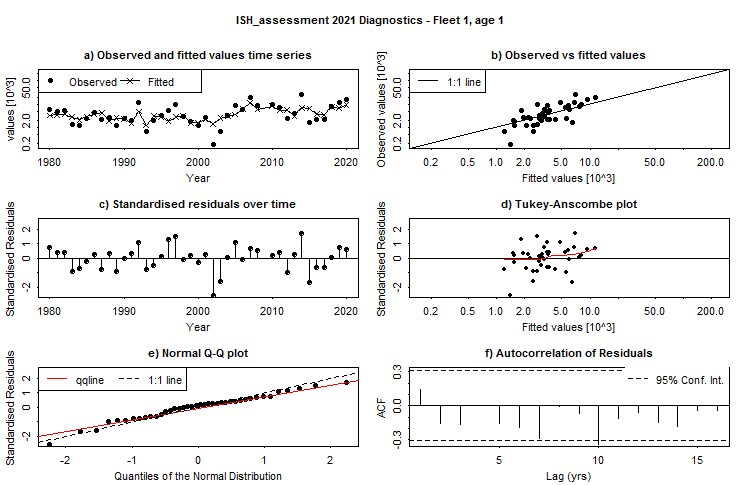 ISH_assessment 2021 Diagnostics - Fleet 1, age 1
a) Observed and fitted values time series
values [10^3]
50.0
2.0
0.2
Observed
Fitted
1980
1990
2000
2010
2020
Year
b) Observed vs fitted values
Observed values [10^3]
50.0
2.0
0.2
1:1 line
0.2
0.5
1.0
2.0
5.0
10.0
50.0
200.0
Fitted values [10^3]
c) Standardised residuals over time
Standardised Residuals
2
1
0
-2
1980
1990
2000
2010
2020
Year
d) Tukey-Anscombe plot
Standardised Residuals
2
1
0
-2
0.2
0.5
1.0
2.0
5.0
10.0
50.0
200.0
Fitted values [10^3]
e) Normal Q-Q plot
Standardised Residuals
2
1
0
-2
qqline
1:1 line
-2
-1
0
1
2
Quantiles of the Normal Distribution
f) Autocorrelation of Residuals
ACF
0.3
0.0
-0.3
95% Conf. Int.
5
10
15
Lag (yrs)